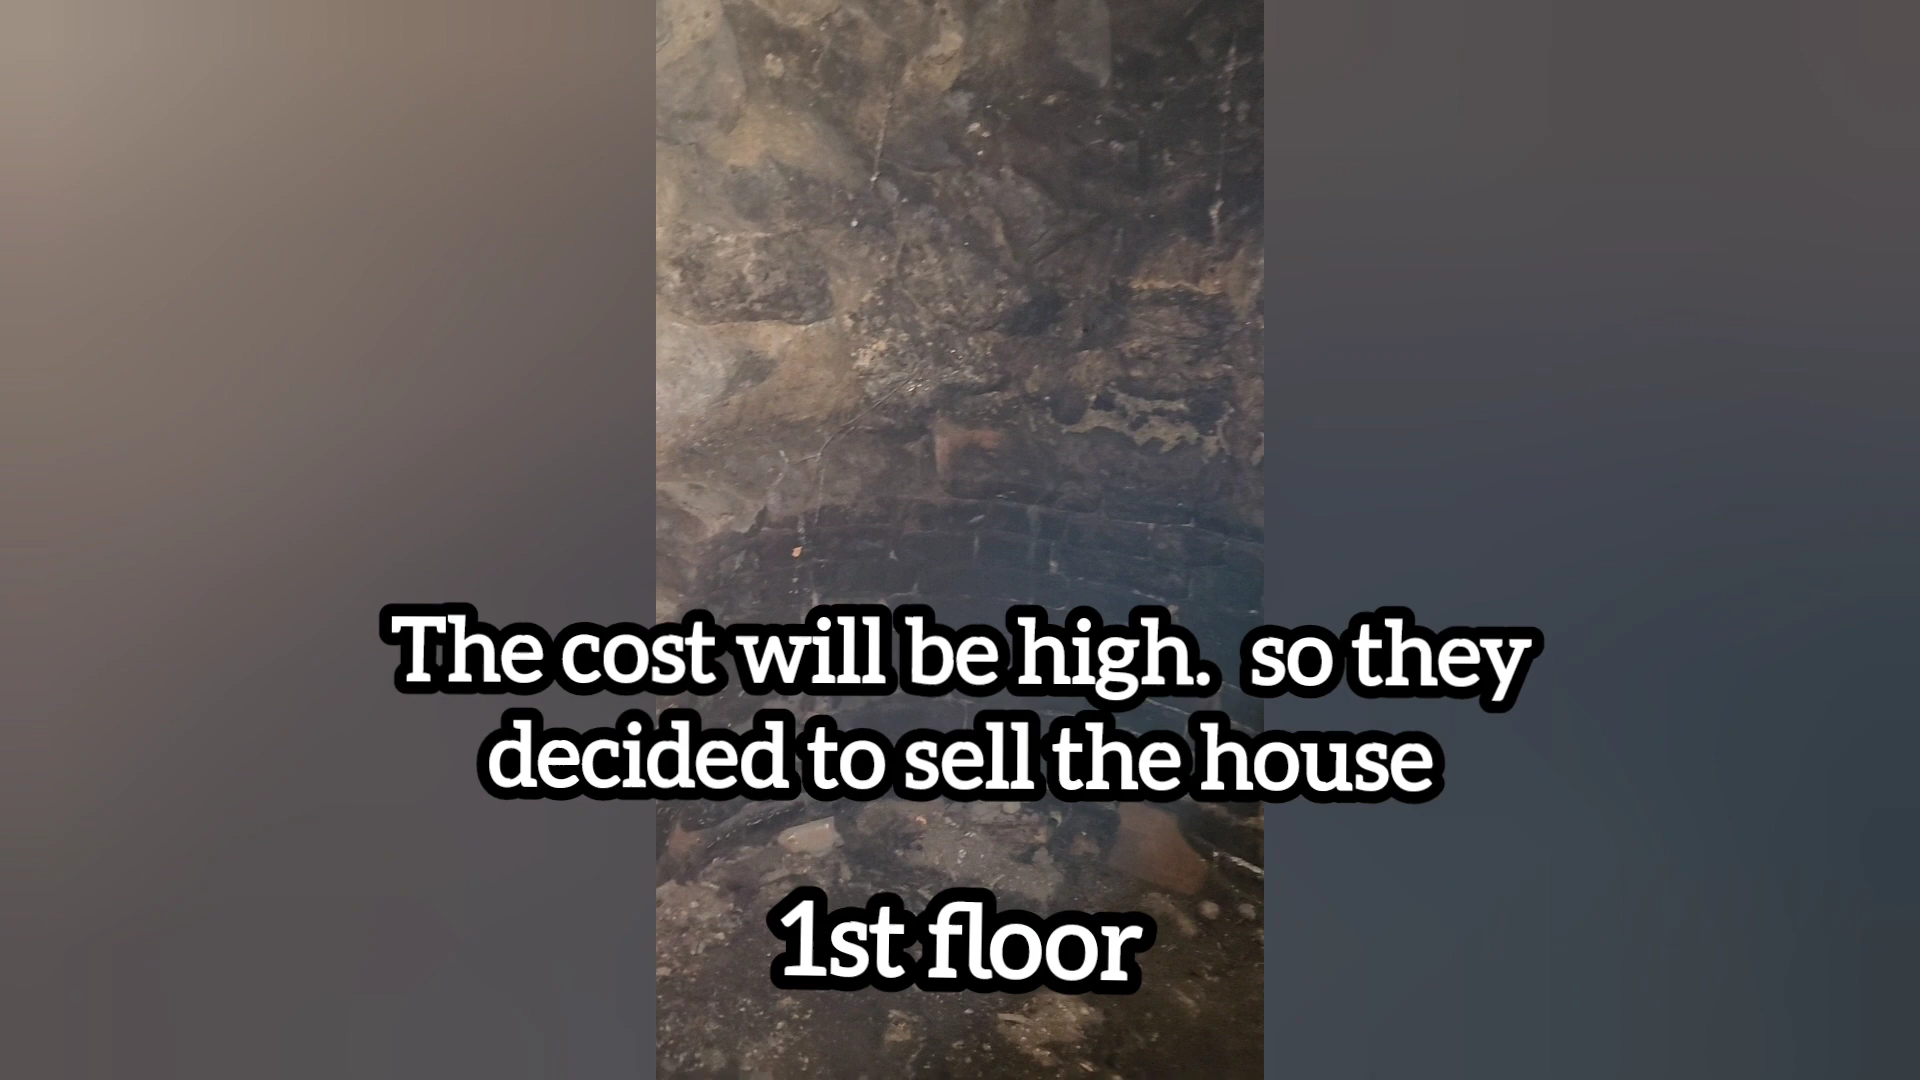 The cost will be high.  so they
decided to sell the house
1st floor